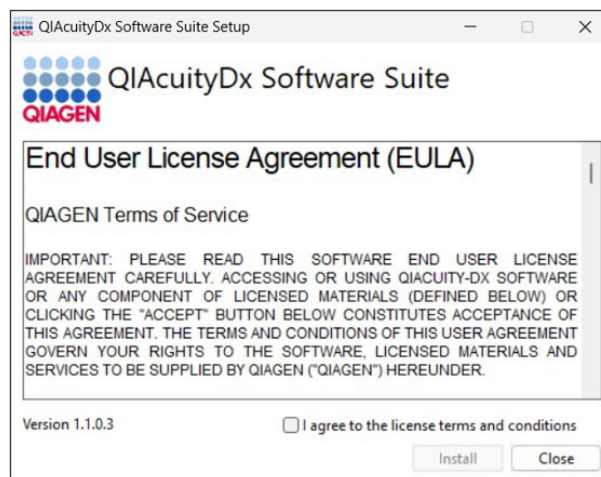 QIAcuityDx Software Suite Setup
QIAcuityDx Software Suite
QIAGEN
End User License Agreement (EULA)
QIAGEN Terms of Service
IMPORTANT: PLEASE READ THIS SOFTWARE END USER LICENSE
AGREEMENT CAREFULLY. ACCESSING OR USING QIACUITY-DX SOFTWARE
OR ANY COMPONENT OF LICENSED MATERIALS (DEFINED BELOW) OR
CLICKING THE "ACCEPT" BUTTON BELOW CONSTITUTES ACCEPTANCE OF
THIS AGREEMENT. THE TERMS AND CONDITIONS OF THIS USER AGREEMENT
GOVERN YOUR RIGHTS TO THE SOFTWARE, LICENSED MATERIALS AND
SERVICES TO BE SUPPLIED BY QIAGEN ("QIAGEN") HEREUNDER.
Version 1.1.0.3
I agree to the license terms and conditions
Install
Close